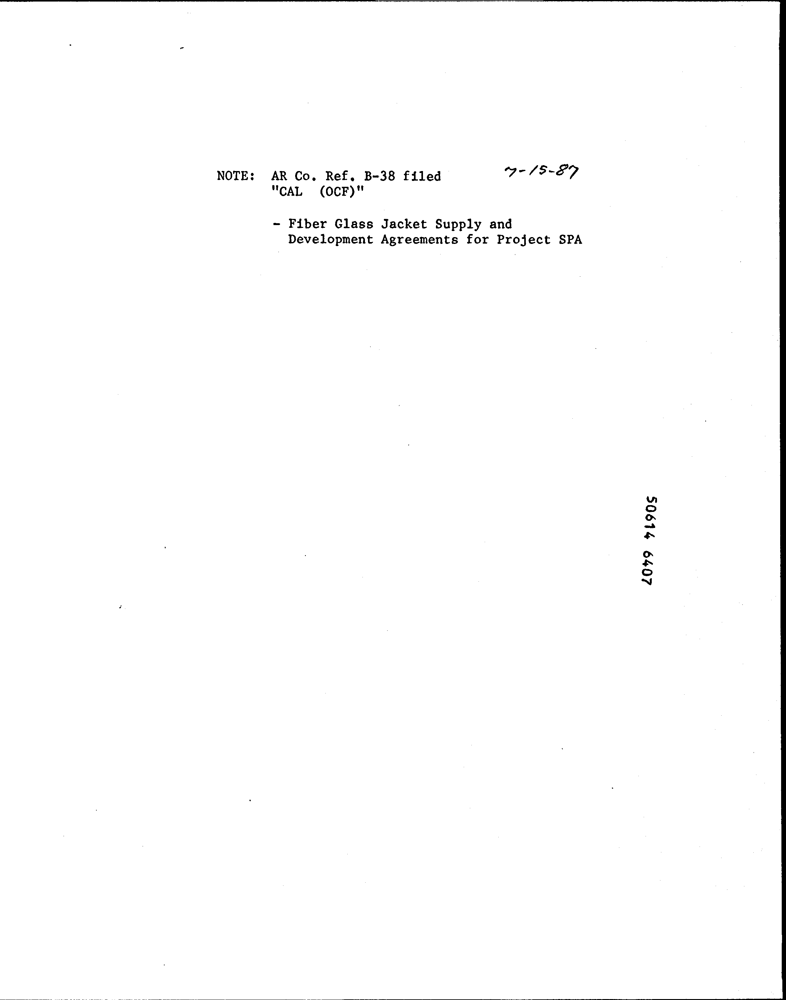 NOTE: AR Co. Ref. B-38 filed 7-15-87
"CAL (OCF)"
- Fiber Glass Jacket Supply and
Development Agreements for Project SPA
50614 6407